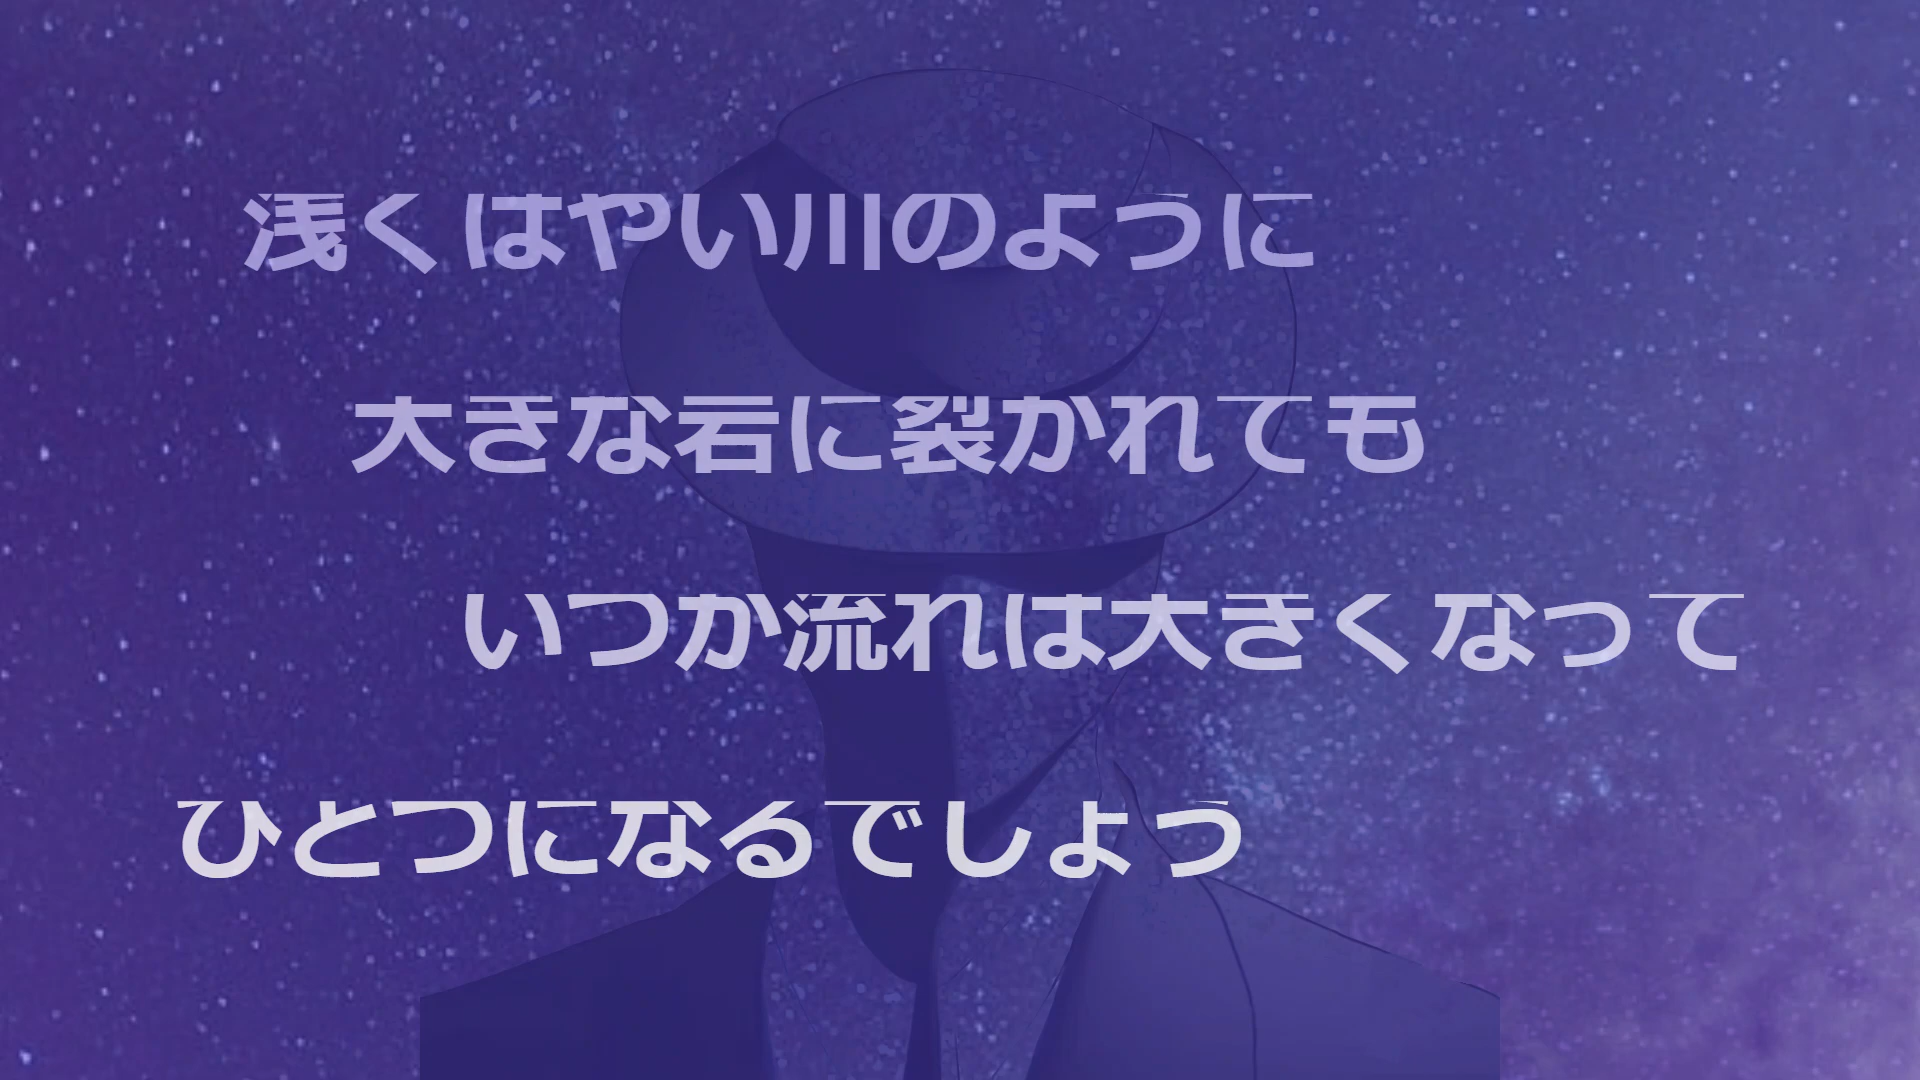 浅くはやい川のように
大きな岩に裂かれても
いつか流れは大きくなって
ひとつになるでしょう